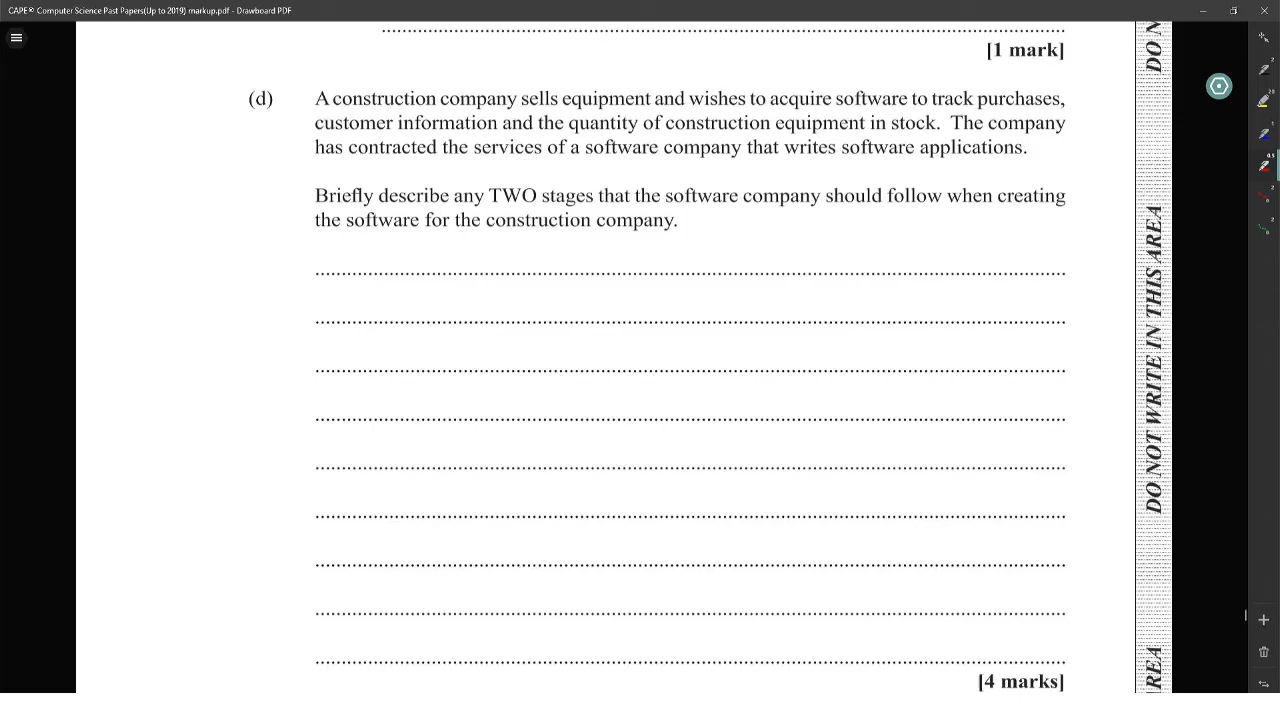 CAPE® Computer Science Past Papers(Up to 2019) markup.pdf - Drawboard PDF
[1 mark]
(d) A construction company sells equipment and wishes to acquire software to track purchases,
customer information and the quantity of construction equipment in stock. The company
has contracted the services of a software company that writes software applications.
Briefly describe any TWO stages that the software company should follow when creating
the software for the construction company.
[4 marks]
DO NOT WRITE IN THIS AREA